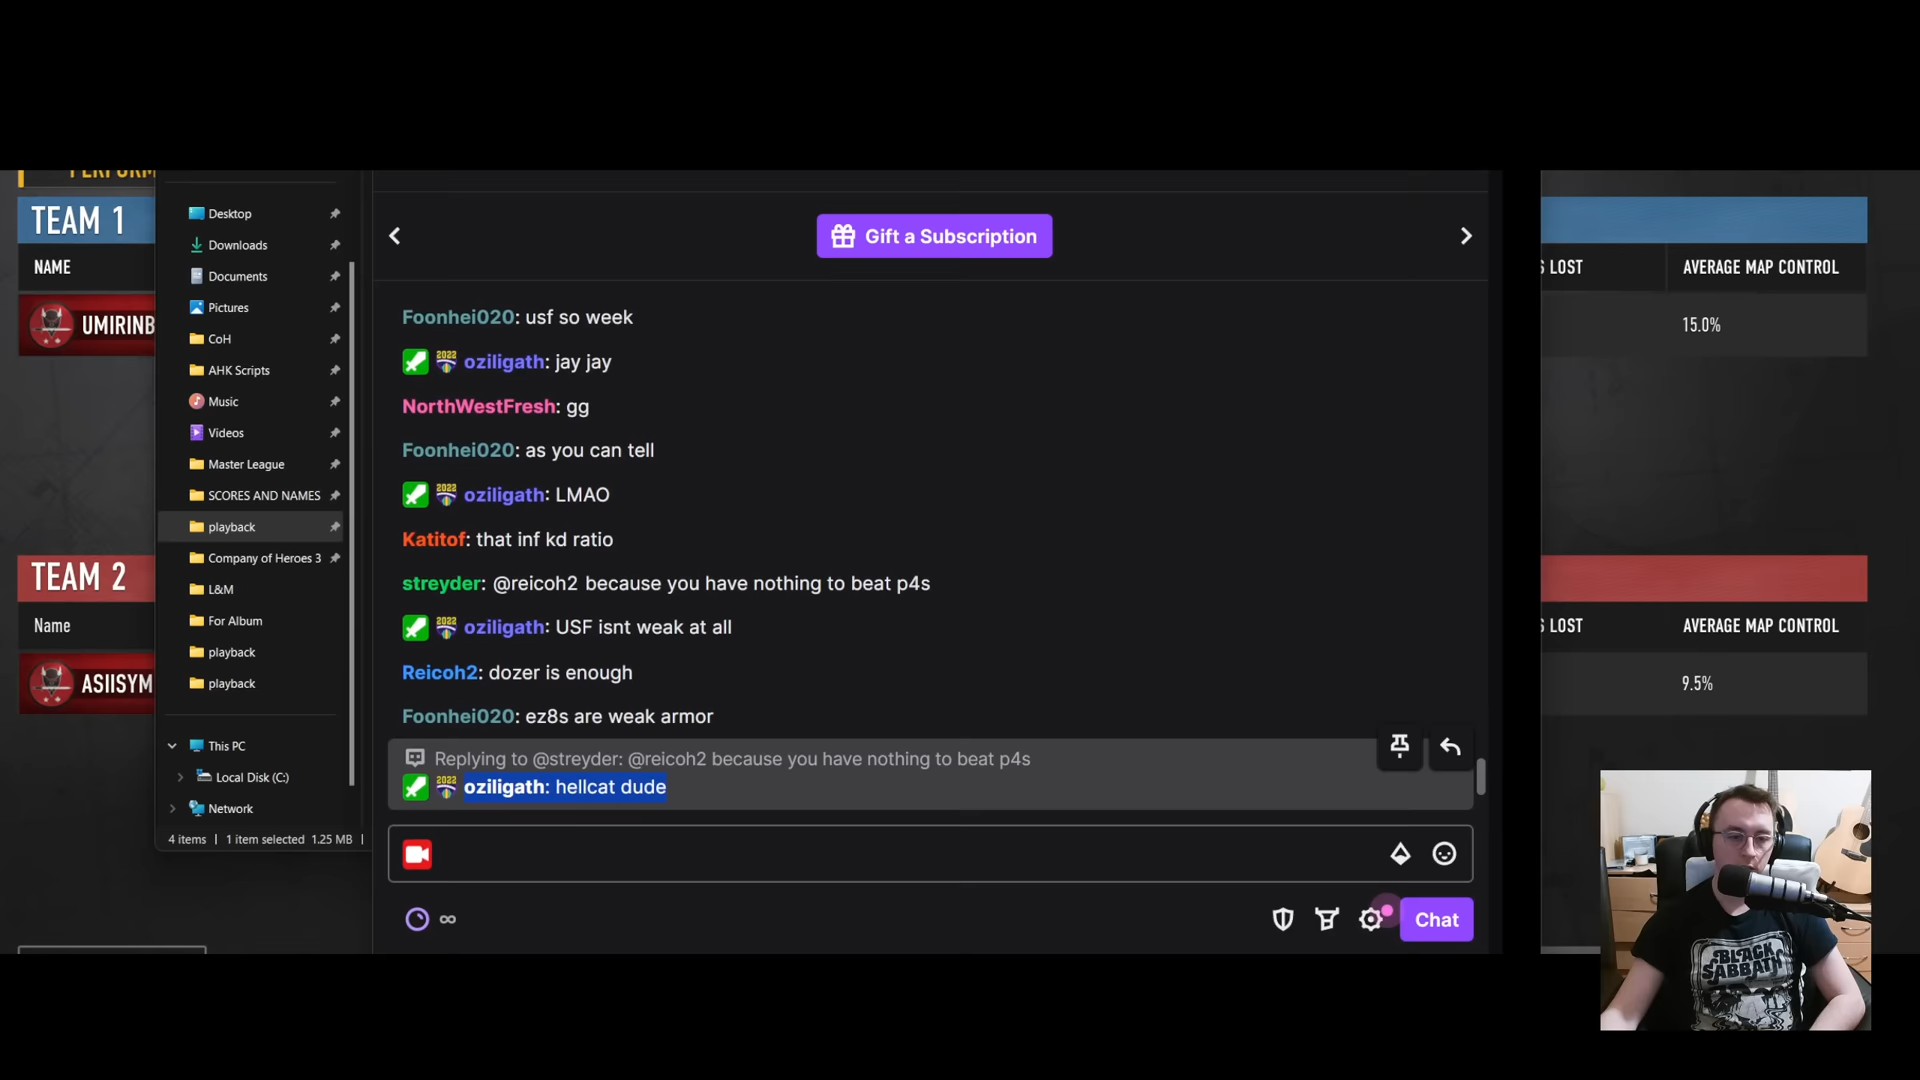 TEAM 1
NAME
UMIRINB
TEAM 2
Name
ASIISYM
Desktop
Downloads
Documents
Pictures
CoH
AHK Scripts
Music
Videos
Master League
SCORES AND NAMES
playback
Company of Heroes 3
L&M
For Album
playback
playback
This PC
Local Disk (C:)
Network
4 items | 1 item selected 1.25 MB |
Gift a Subscription
Foonhei020: usf so week
2022 oziligath: jay jay
NorthWestFresh: gg
Foonhei020: as you can tell
2022 oziligath: LMAO
Katitof: that inf kd ratio
streyder: @reicoh2 because you have nothing to beat p4s
2022 oziligath: USF isnt weak at all
Reicoh2: dozer is enough
Foonhei020: ez8s are weak armor
Replying to @streyder: @reicoh2 because you have nothing to beat p4s
2022 oziligath: hellcat dude
∞
Chat
LOST
AVERAGE MAP CONTROL
15.0%
LOST
AVERAGE MAP CONTROL
9.5%
BLACK
SABBATH